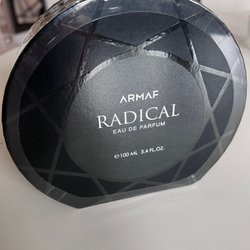 ARMAF
RADICAL
EAU DE PARFUM
℮100 ML 3.4 FL.OZ.